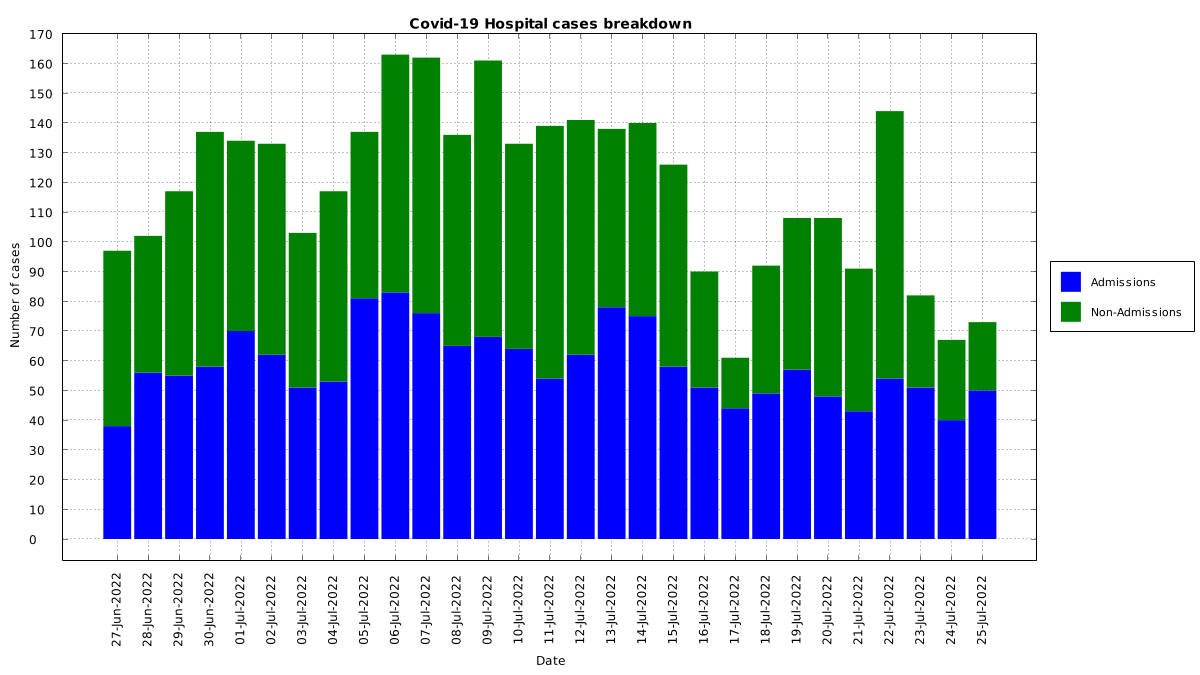 Covid-19 Hospital cases breakdown
170
160
150
140
130
120
110
100
90
80
70
60
50
40
30
20
10
0
Number of cases
27-Jun-2022
28-Jun-2022
29-Jun-2022
30-Jun-2022
01-Jul-2022
02-Jul-2022
03-Jul-2022
04-Jul-2022
05-Jul-2022
06-Jul-2022
07-Jul-2022
08-Jul-2022
09-Jul-2022
10-Jul-2022
11-Jul-2022
12-Jul-2022
13-Jul-2022
14-Jul-2022
15-Jul-2022
16-Jul-2022
17-Jul-2022
18-Jul-2022
19-Jul-2022
20-Jul-2022
21-Jul-2022
22-Jul-2022
23-Jul-2022
24-Jul-2022
25-Jul-2022
Date
Admissions
Non-Admissions